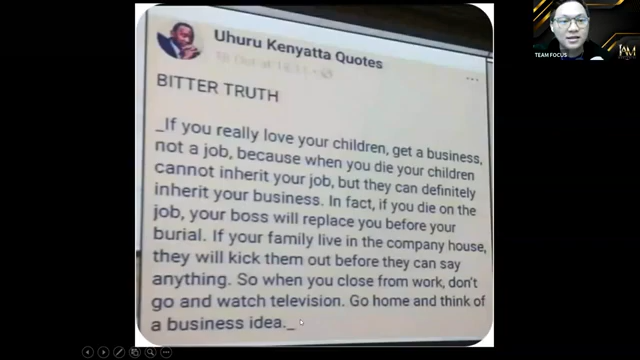 Uhuru Kenyatta Quotes
BITTER TRUTH
_If you really love your children, get a business,
not a job, because when you die your children
cannot inherit your job, but they can definitely
inherit your business. In fact, if you die on the
job, your boss will replace you before your
burial. If your family live in the company house,
they will kick them out before they can say
anything. So when you close from work, don't
go and watch television. Go home and think of
a business idea._
TEAM FOCUS